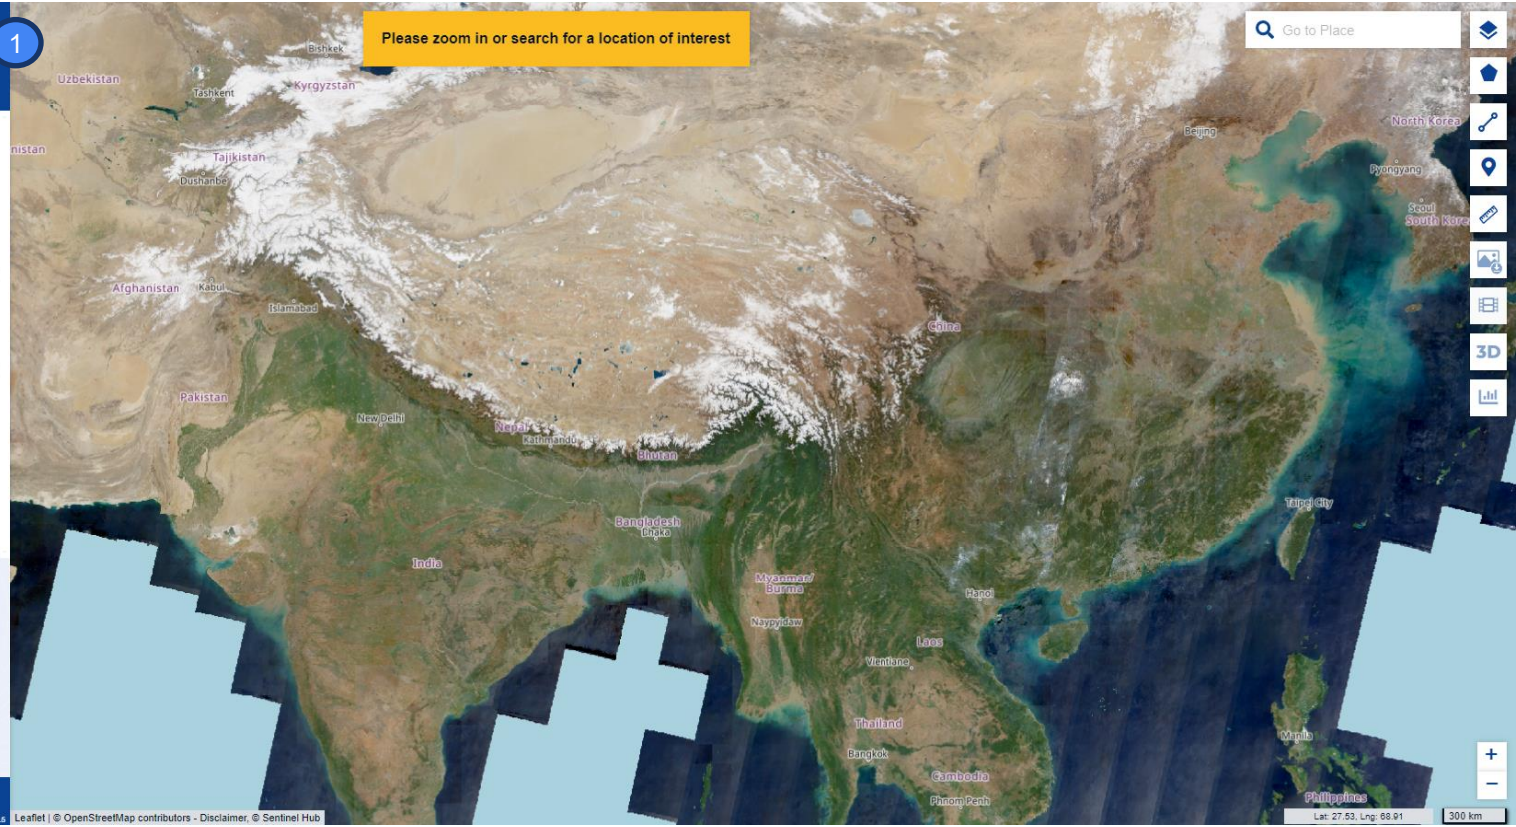 1
Please zoom in or search for a location of interest
Go to Place
Bishkek
Uzbekistan
Kyrgyzstan
Tashkent
North Korea
Beijing
nistan
Tajikistan
Pyongyang
Dushanbe
Seoul
South Kore
3D
Afghanistan
Kabul
Islamabad
China
Pakistan
New Delhi
Nepal
Kathmandu
Bhutan
Taipei City
Bangladesh
Dhaka
India
Myanmar/
Burma
Hanoi
Naypyidaw
Laos
Vientiane
Thailand
Manila
Bangkok
Cambodia
Phnom Penh
Philippines
+
−
Leaflet | © OpenStreetMap contributors - Disclaimer, © Sentinel Hub
Lat: 27.53, Lng: 68.91
300 km